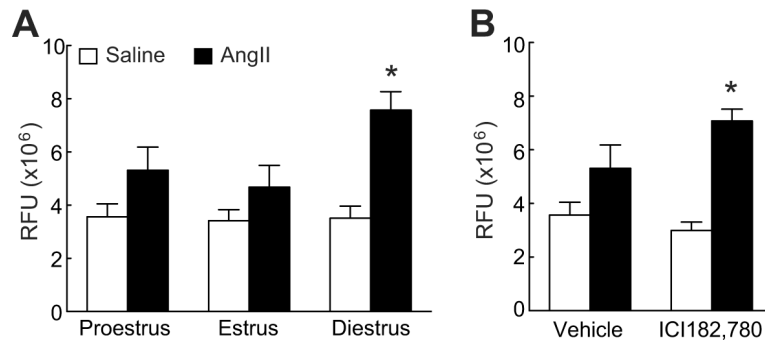 A
B
Saline AngII
RFU (x10⁶)
10
8
6
4
2
0
*
Proestrus Estrus Diestrus
RFU (x10⁶)
10
8
6
4
2
0
*
Vehicle ICI182,780